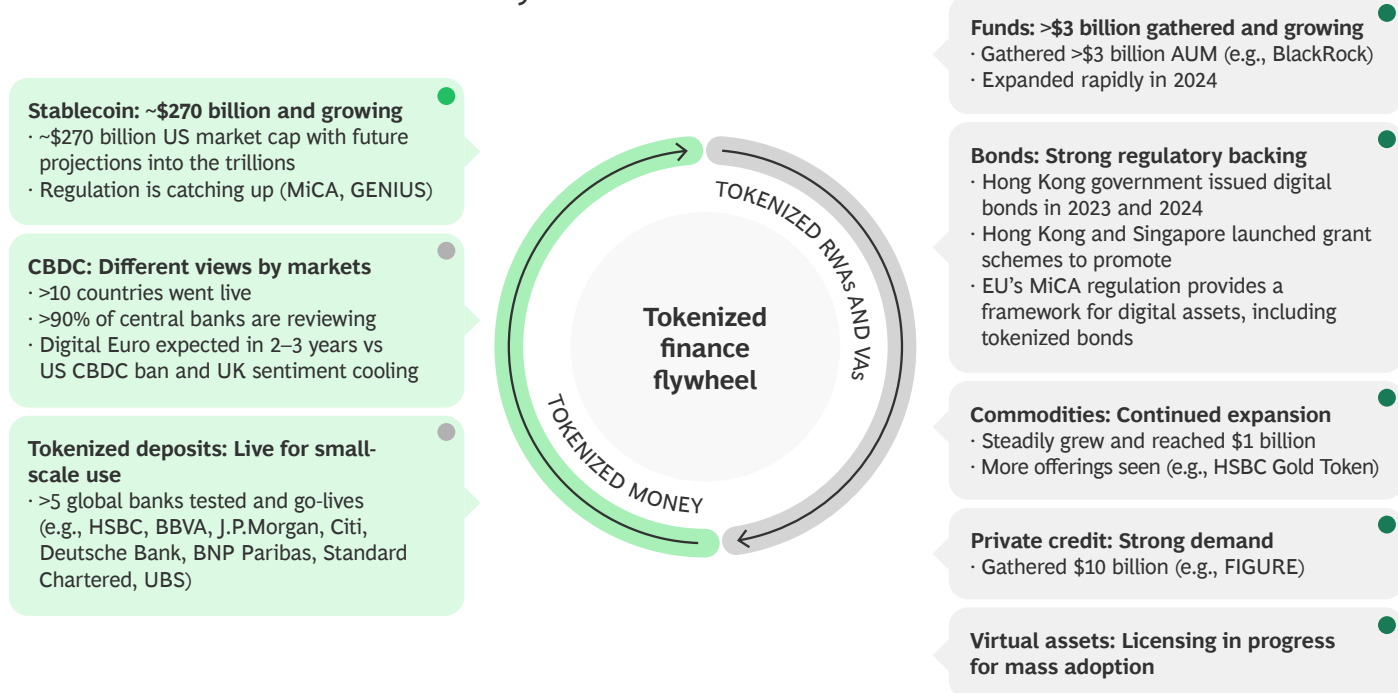 Stablecoin: ~$270 billion and growing
· ~$270 billion US market cap with future
projections into the trillions
· Regulation is catching up (MiCA, GENIUS)
CBDC: Different views by markets
· >10 countries went live
· >90% of central banks are reviewing
· Digital Euro expected in 2–3 years vs
US CBDC ban and UK sentiment cooling
Tokenized deposits: Live for small-
scale use
· >5 global banks tested and go-lives
(e.g., HSBC, BBVA, J.P.Morgan, Citi,
Deutsche Bank, BNP Paribas, Standard
Chartered, UBS)
TOKENIZED RWAs AND VAs
Tokenized
finance
flywheel
TOKENIZED MONEY
Funds: >$3 billion gathered and growing
· Gathered >$3 billion AUM (e.g., BlackRock)
· Expanded rapidly in 2024
Bonds: Strong regulatory backing
· Hong Kong government issued digital
bonds in 2023 and 2024
· Hong Kong and Singapore launched grant
schemes to promote
· EU's MiCA regulation provides a
framework for digital assets, including
tokenized bonds
Commodities: Continued expansion
· Steadily grew and reached $1 billion
· More offerings seen (e.g., HSBC Gold Token)
Private credit: Strong demand
· Gathered $10 billion (e.g., FIGURE)
Virtual assets: Licensing in progress
for mass adoption